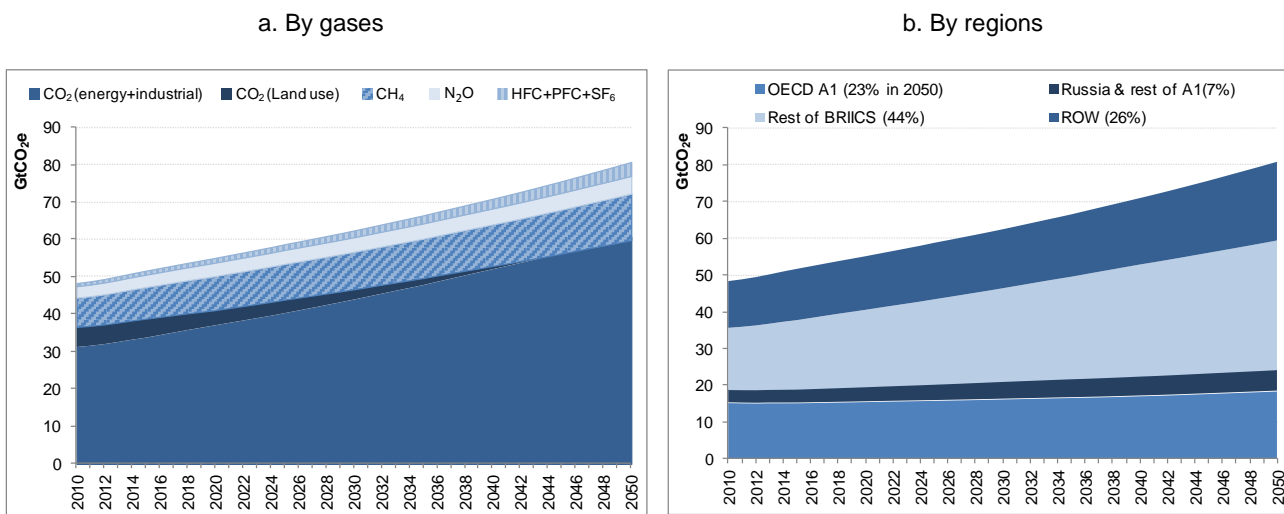 a. By gases
CO₂ (energy+industrial) CO₂ (Land use) CH₄ N₂O HFC+PFC+SF₆
GtCO₂e
90
80
70
60
50
40
30
20
10
0
2010 2012 2014 2016 2018 2020 2022 2024 2026 2028 2030 2032 2034 2036 2038 2040 2042 2044 2046 2048 2050
b. By regions
OECD A1 (23% in 2050) Russia & rest of A1(7%)
Rest of BRIICS (44%) ROW (26%)
GtCO₂e
90
80
70
60
50
40
30
20
10
0
2010 2012 2014 2016 2018 2020 2022 2024 2026 2028 2030 2032 2034 2036 2038 2040 2042 2044 2046 2048 2050